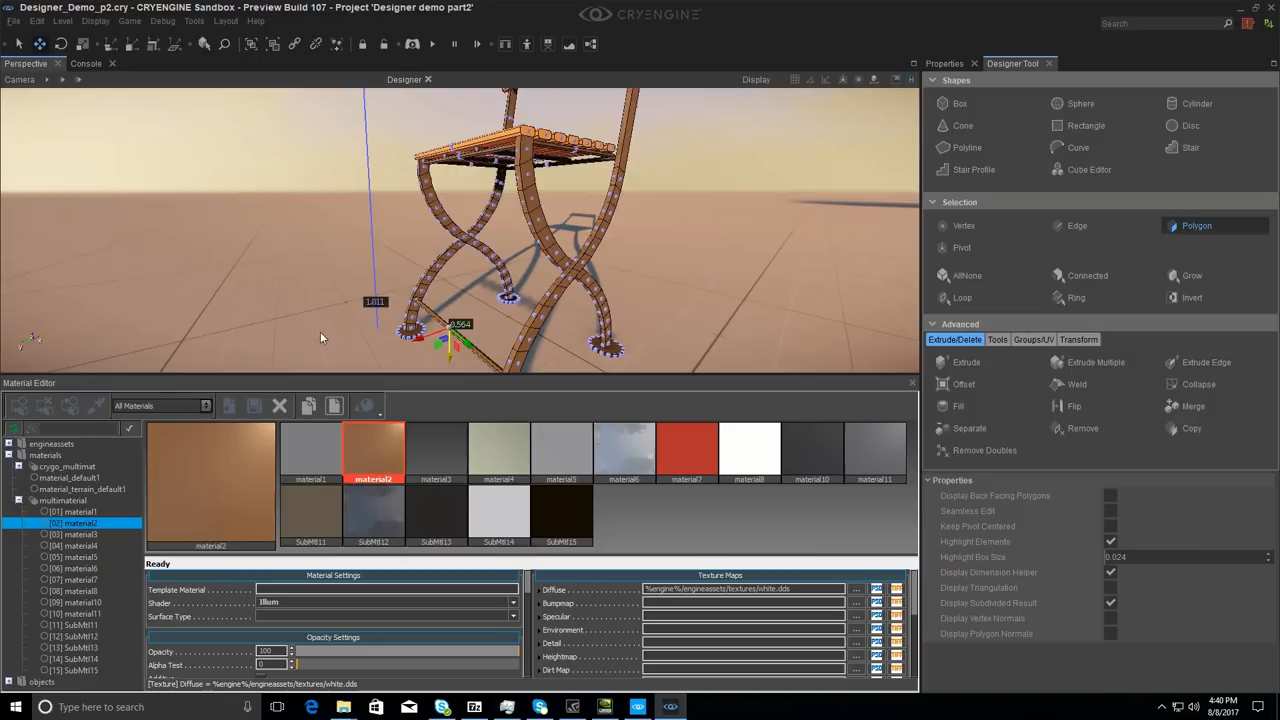 Designer_Demo_p2.cry - CRYENGINE Sandbox - Preview Build 107 - Project 'Designer demo part2'
CRYENGINE
File Edit Level Display Game Debug Tools Layout Help
Search
Perspective Console
Properties Designer Tool
Camera Designer Display
1.011
0.564
Shapes
Box Sphere Cylinder
Cone Rectangle Disc
Polyline Curve Stair
Stair Profile Cube Editor
Selection
Vertex Edge Polygon
Pivot
AllNone Connected Grow
Loop Ring Invert
Advanced
Extrude/Delete Tools Groups/UV Transform
Extrude Extrude Multiple Extrude Edge
Offset Weld Collapse
Fill Flip Merge
Separate Remove Copy
Remove Doubles
Properties
Display Back Facing Polygons
Seamless Edit
Keep Pivot Centered
Highlight Elements
Highlight Box Size 0.024
Display Dimension Helper
Display Triangulation
Display Subdivided Result
Display Vertex Normals
Display Polygon Normals
Material Editor
All Materials
engineassets
materials
crygo_multimat
material_default1
material_terrain_default1
multimaterial
[01] material1
[02] material2
[03] material3
[04] material4
[05] material5
[06] material6
[07] material7
[08] material8
[09] material10
[10] material11
[11] SubMtl11
[12] SubMtl12
[13] SubMtl13
[14] SubMtl14
[15] SubMtl15
objects
material2
material1 material2 material3 material4 material5 material6 material7 material8 material10 material11
SubMtl11 SubMtl12 SubMtl13 SubMtl14 SubMtl15
Ready
Material Settings
Template Material
Shader Illum
Surface Type
Opacity Settings
Opacity 100
Alpha Test 0
Texture Maps
Diffuse %engine%/engineassets/textures/white.dds ...
Bumpmap ...
Specular ...
Environment ...
Detail ...
Heightmap ...
Dirt Map ...
[Texture] Diffuse = %engine%/engineassets/textures/white.dds
Type here to search
4:40 PM
8/8/2017